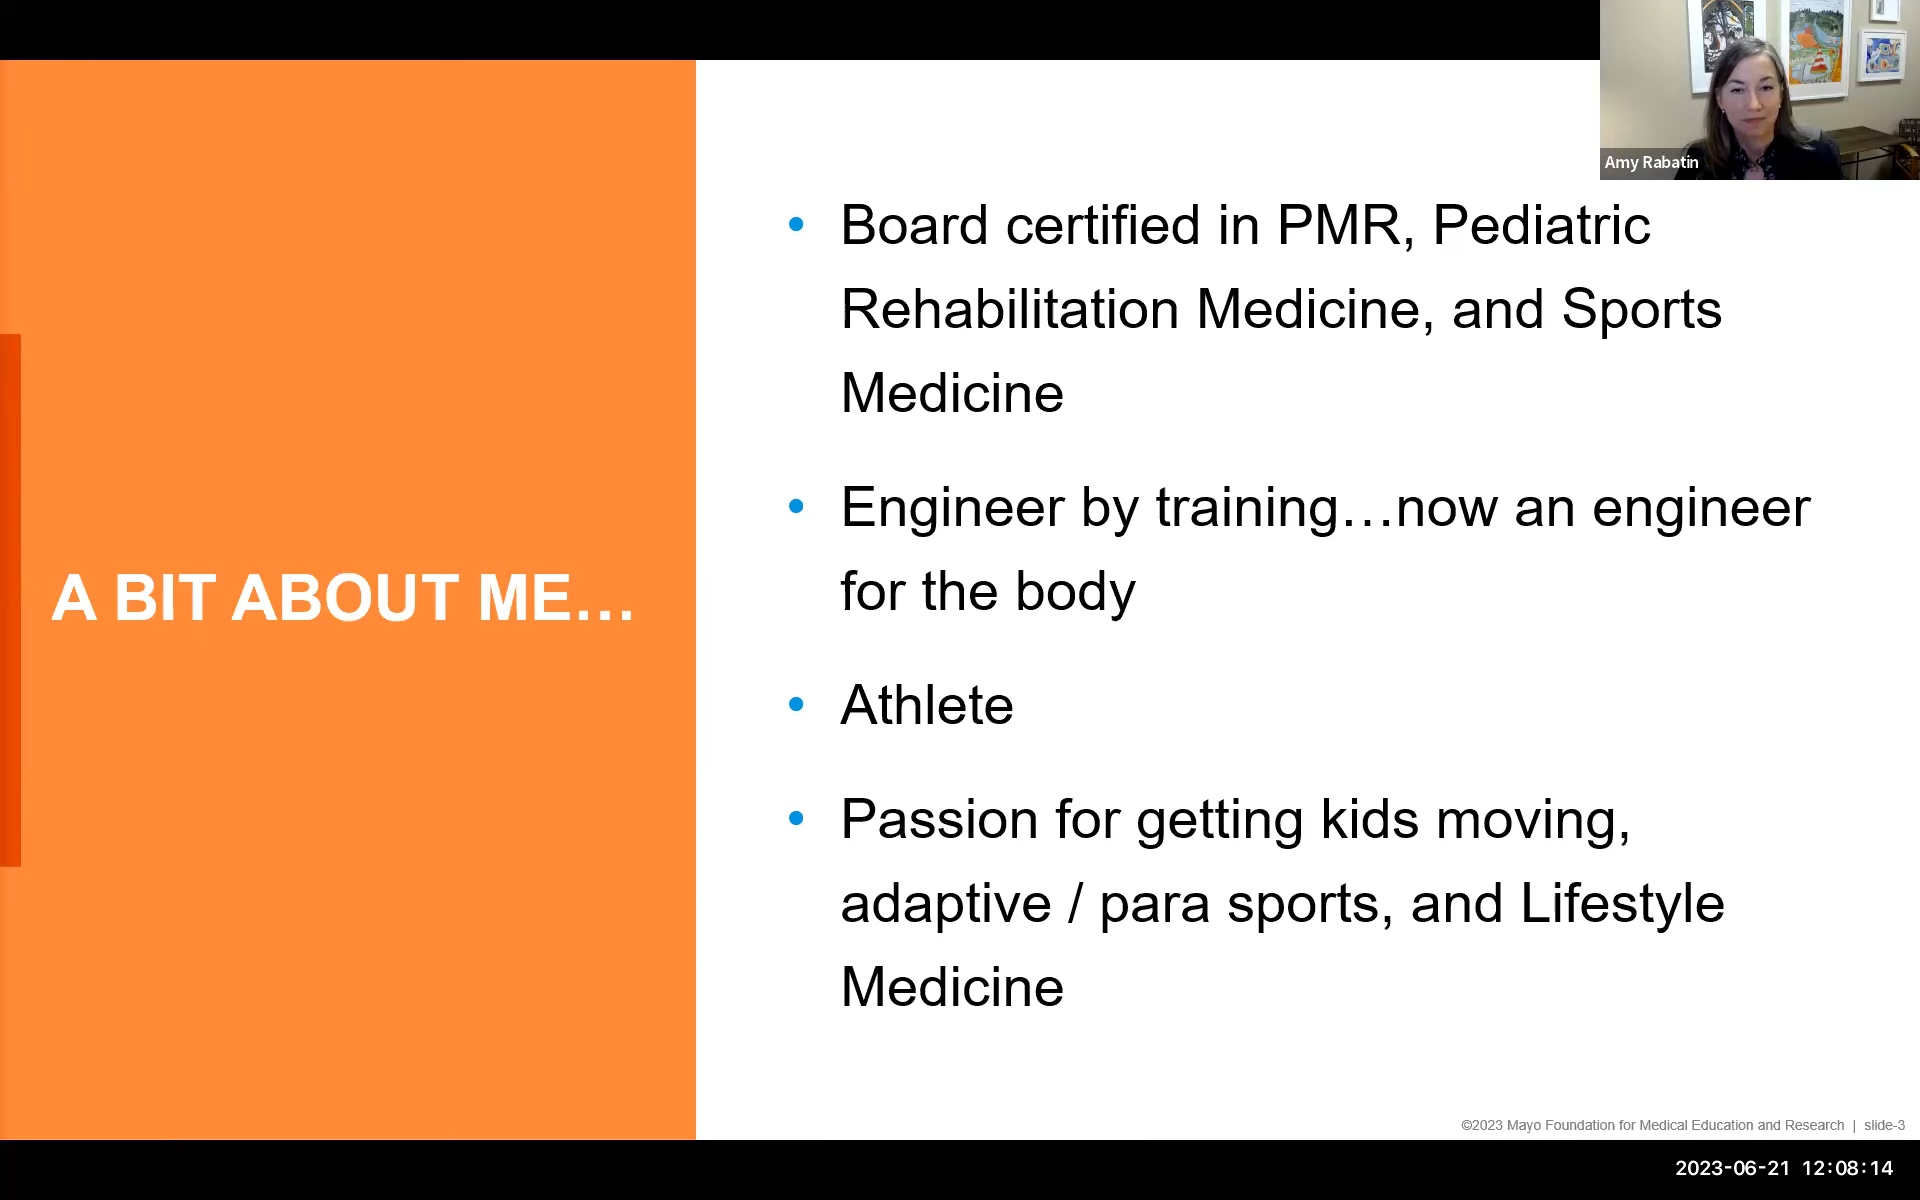 Amy Rabatin
A BIT ABOUT ME…
• Board certified in PMR, Pediatric
Rehabilitation Medicine, and Sports
Medicine
• Engineer by training…now an engineer
for the body
• Athlete
• Passion for getting kids moving,
adaptive / para sports, and Lifestyle
Medicine
©2023 Mayo Foundation for Medical Education and Research | slide-3
2023-06-21 12:08:14